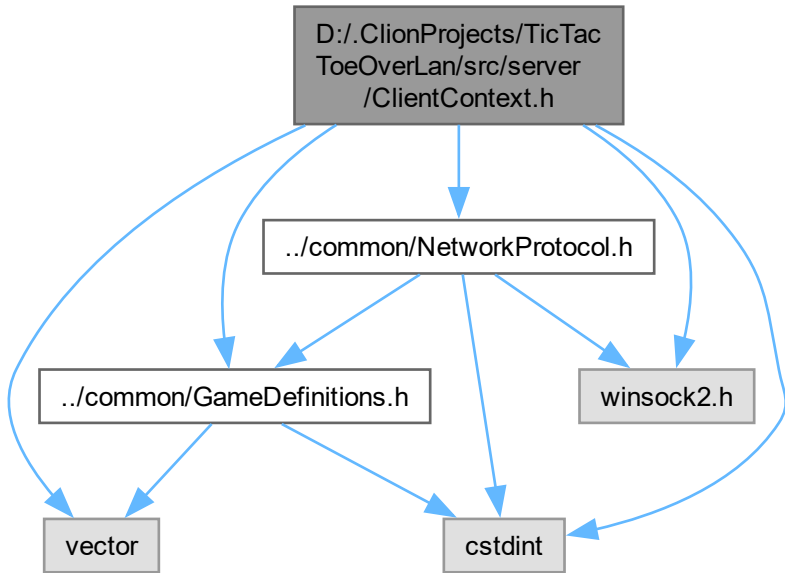 D:/.ClionProjects/TicTac
ToeOverLan/src/server
/ClientContext.h
../common/NetworkProtocol.h
../common/GameDefinitions.h
winsock2.h
vector
cstdint